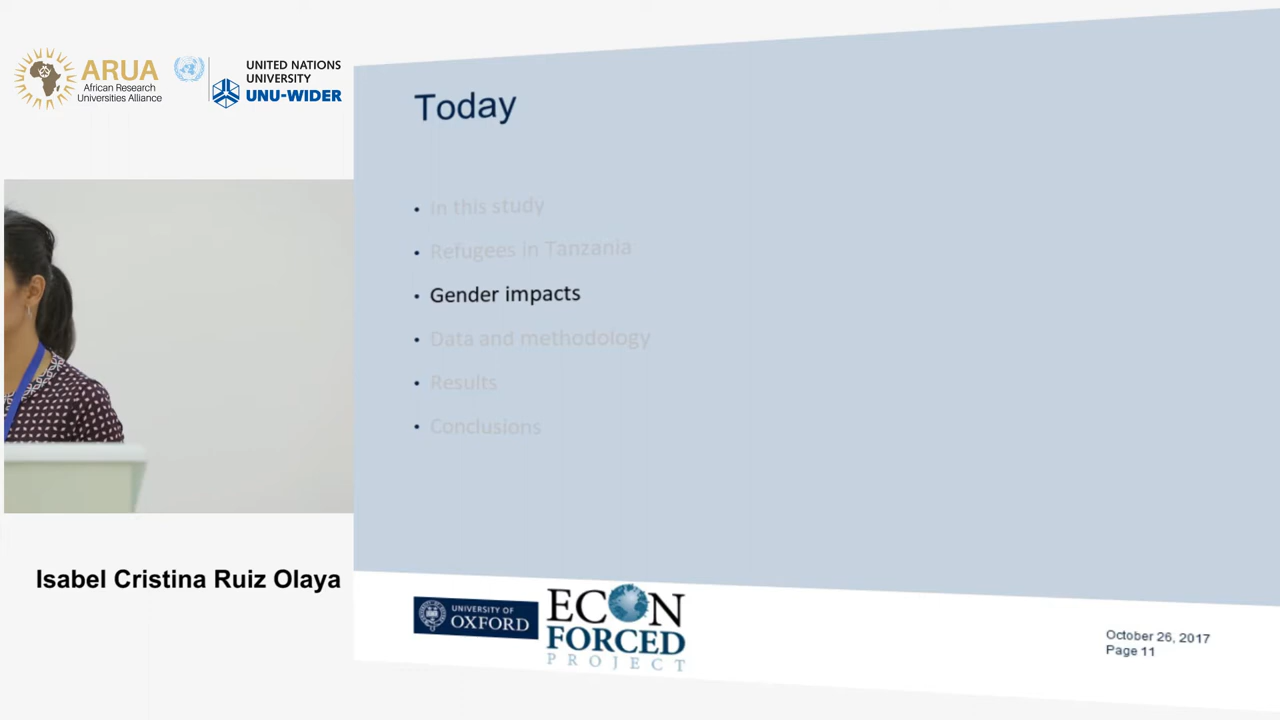 ARUA
African Research
Universities Alliance
UNITED NATIONS
UNIVERSITY
UNU-WIDER
Today
• In this study
• Refugees in Tanzania
• Gender impacts
• Data and methodology
• Results
• Conclusions
Isabel Cristina Ruiz Olaya
UNIVERSITY OF
OXFORD
ECON
FORCED
PROJECT
October 26, 2017
Page 11